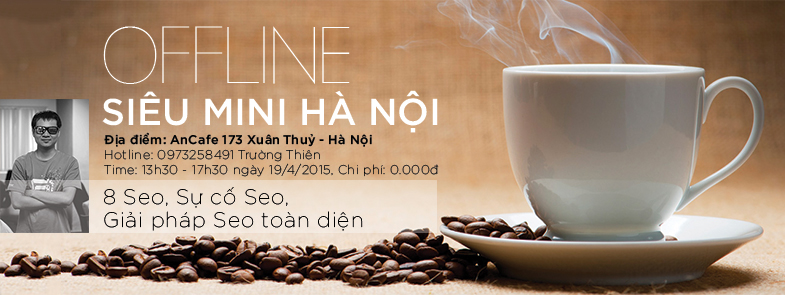 OFFLINE
SIÊU MINI HÀ NỘI
Địa điểm: AnCafe 173 Xuân Thuỷ - Hà Nội
Hotline: 0973258491 Trường Thiên
Time: 13h30 - 17h30 ngày 19/4/2015, Chi phí: 0.000đ
8 Seo, Sự cố Seo,
Giải pháp Seo toàn diện